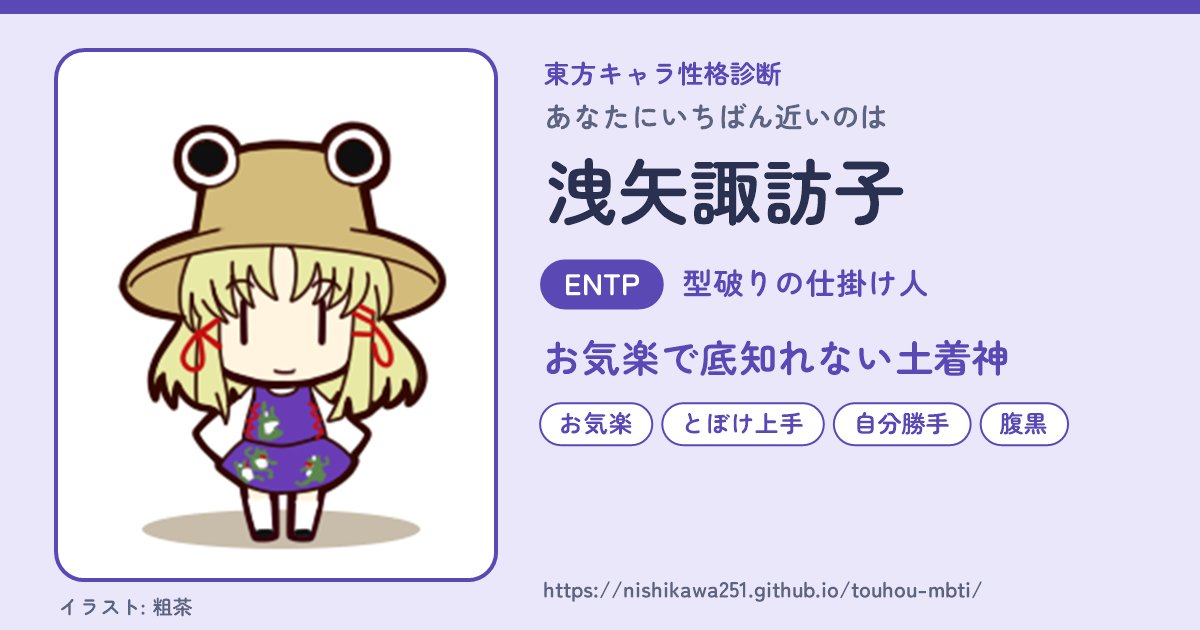 東方キャラ性格診断
あなたにいちばん近いのは
洩矢諏訪子
ENTP 型破りの仕掛け人
お気楽で底知れない土着神
お気楽 とぼけ上手 自分勝手 腹黒
https://nishikawa251.github.io/touhou-mbti/
イラスト: 粗茶